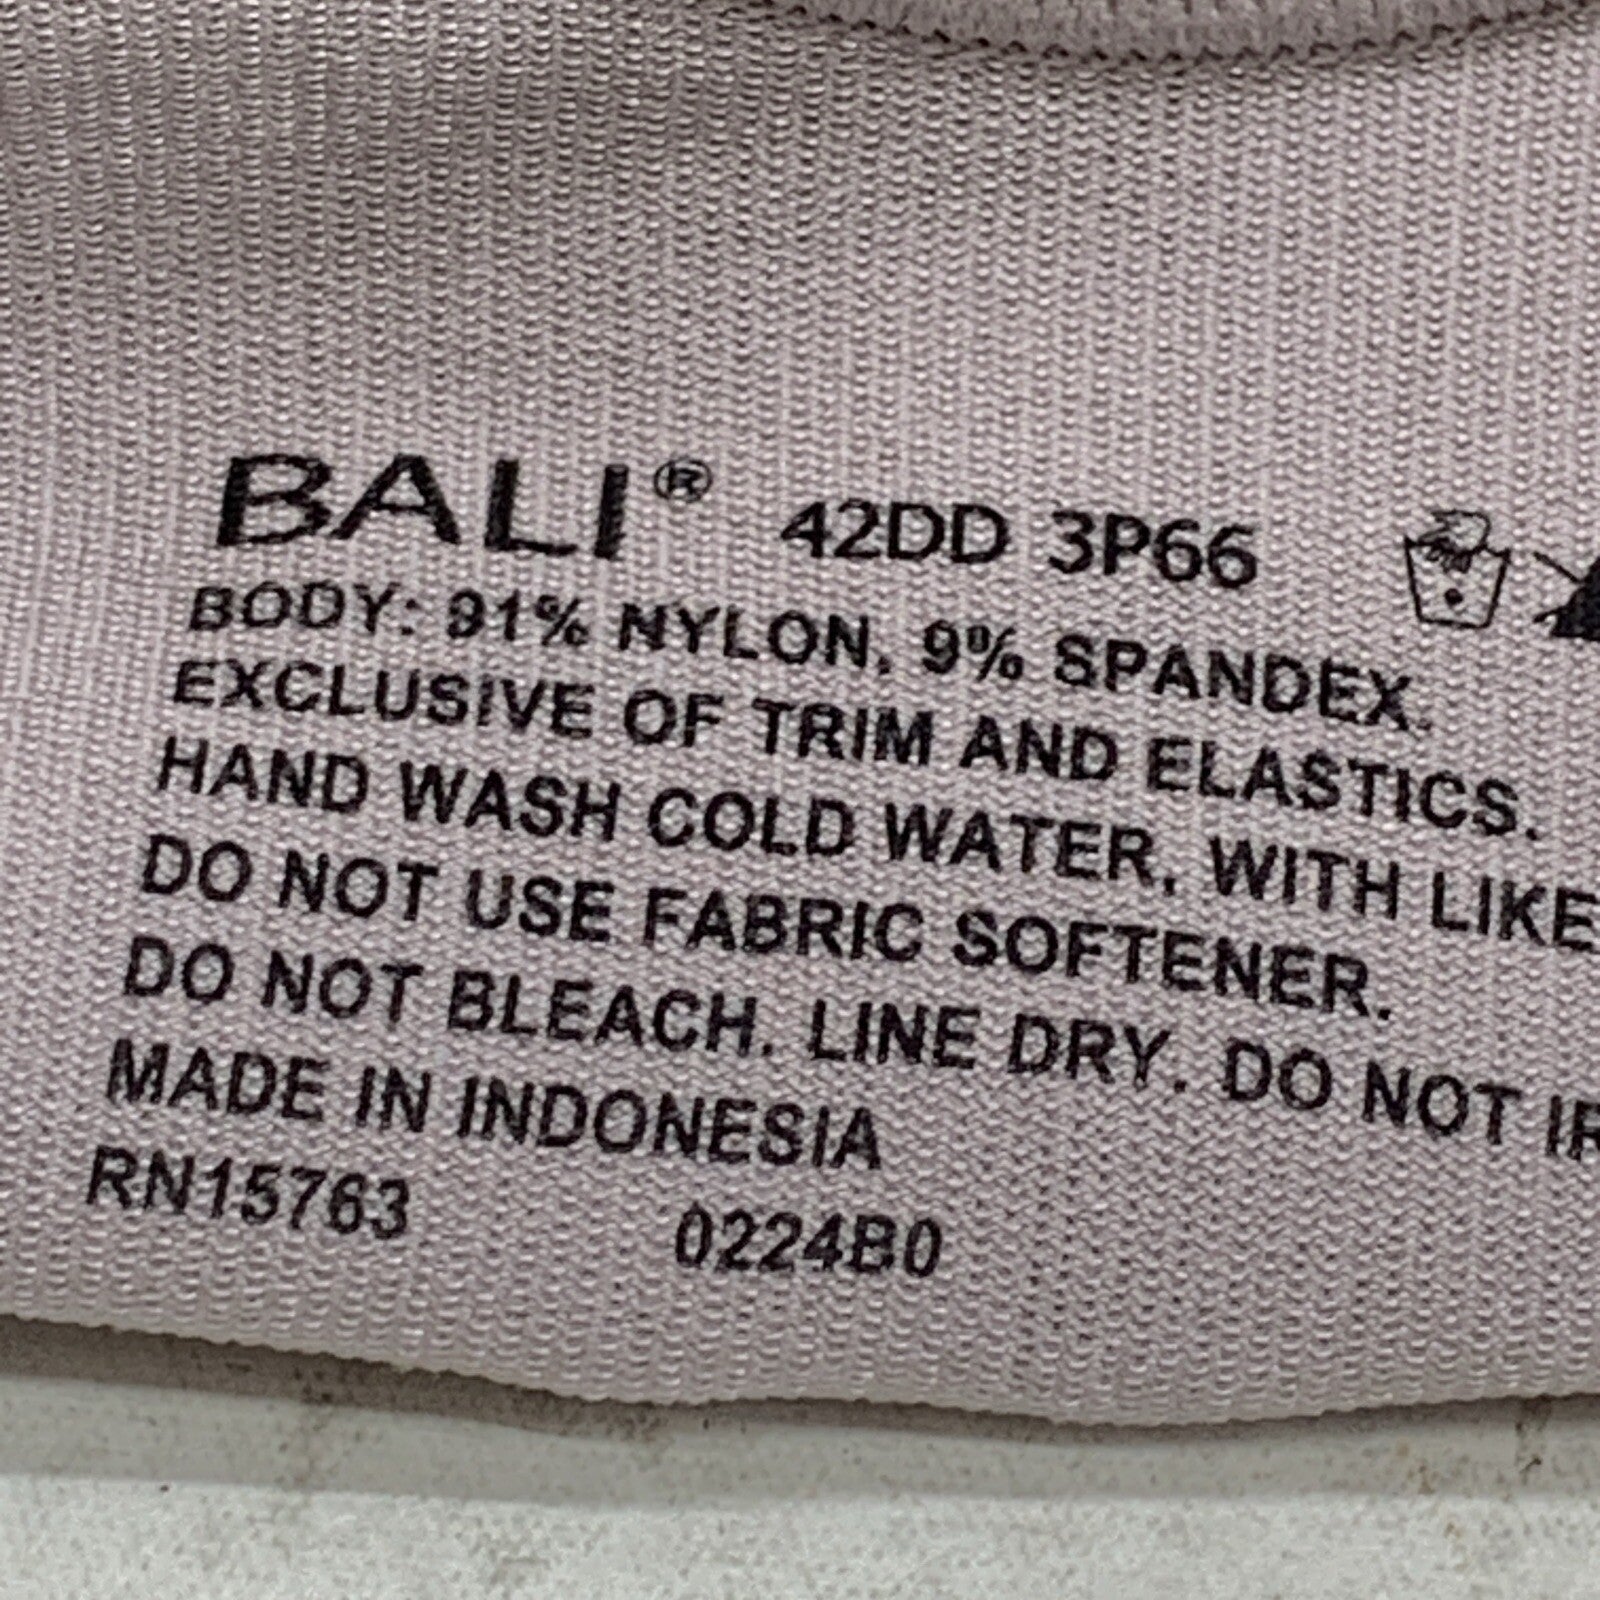 BALI® 42DD 3P66
BODY: 91% NYLON, 9% SPANDEX.
EXCLUSIVE OF TRIM AND ELASTICS.
HAND WASH COLD WATER, WITH LIKE
DO NOT USE FABRIC SOFTENER.
DO NOT BLEACH. LINE DRY. DO NOT
MADE IN INDONESIA
RN15763 0224B0